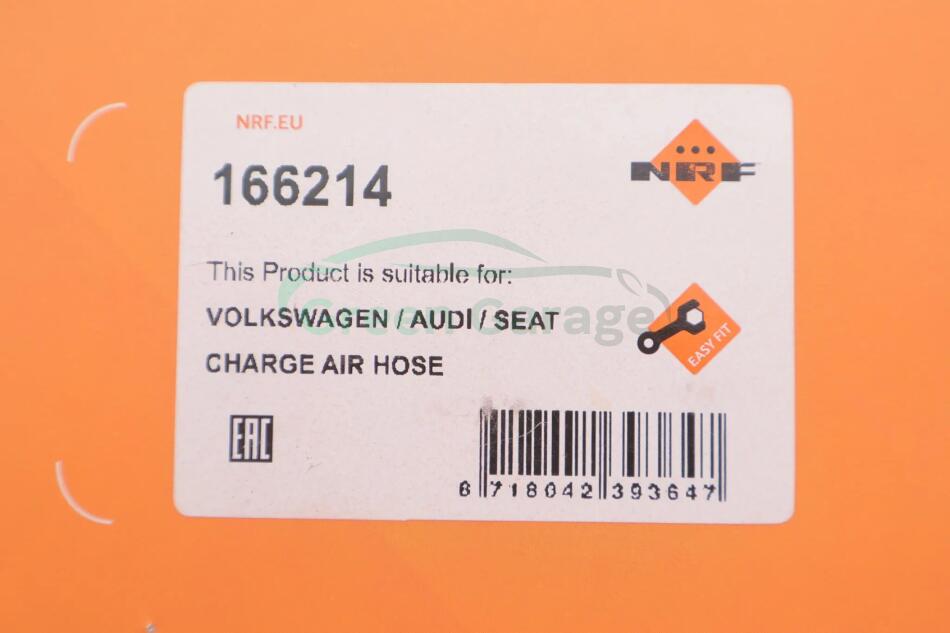 NRF.EU
NRF
166214
This Product is suitable for:
Green Garage
VOLKSWAGEN / AUDI / SEAT
EASY FIT
CHARGE AIR HOSE
EAC
8 718042 393647